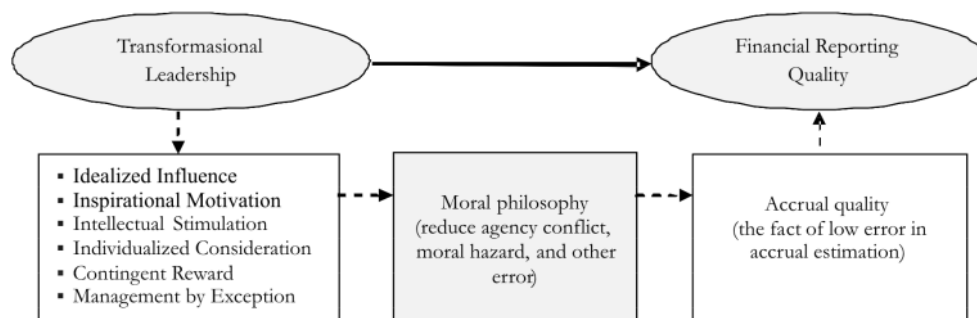 Transformasional
Leadership
Financial Reporting
Quality
▪ Idealized Influence
▪ Inspirational Motivation
▪ Intellectual Stimulation
▪ Individualized Consideration
▪ Contingent Reward
▪ Management by Exception
Moral philosophy
(reduce agency conflict,
moral hazard, and other
error)
Accrual quality
(the fact of low error in
accrual estimation)